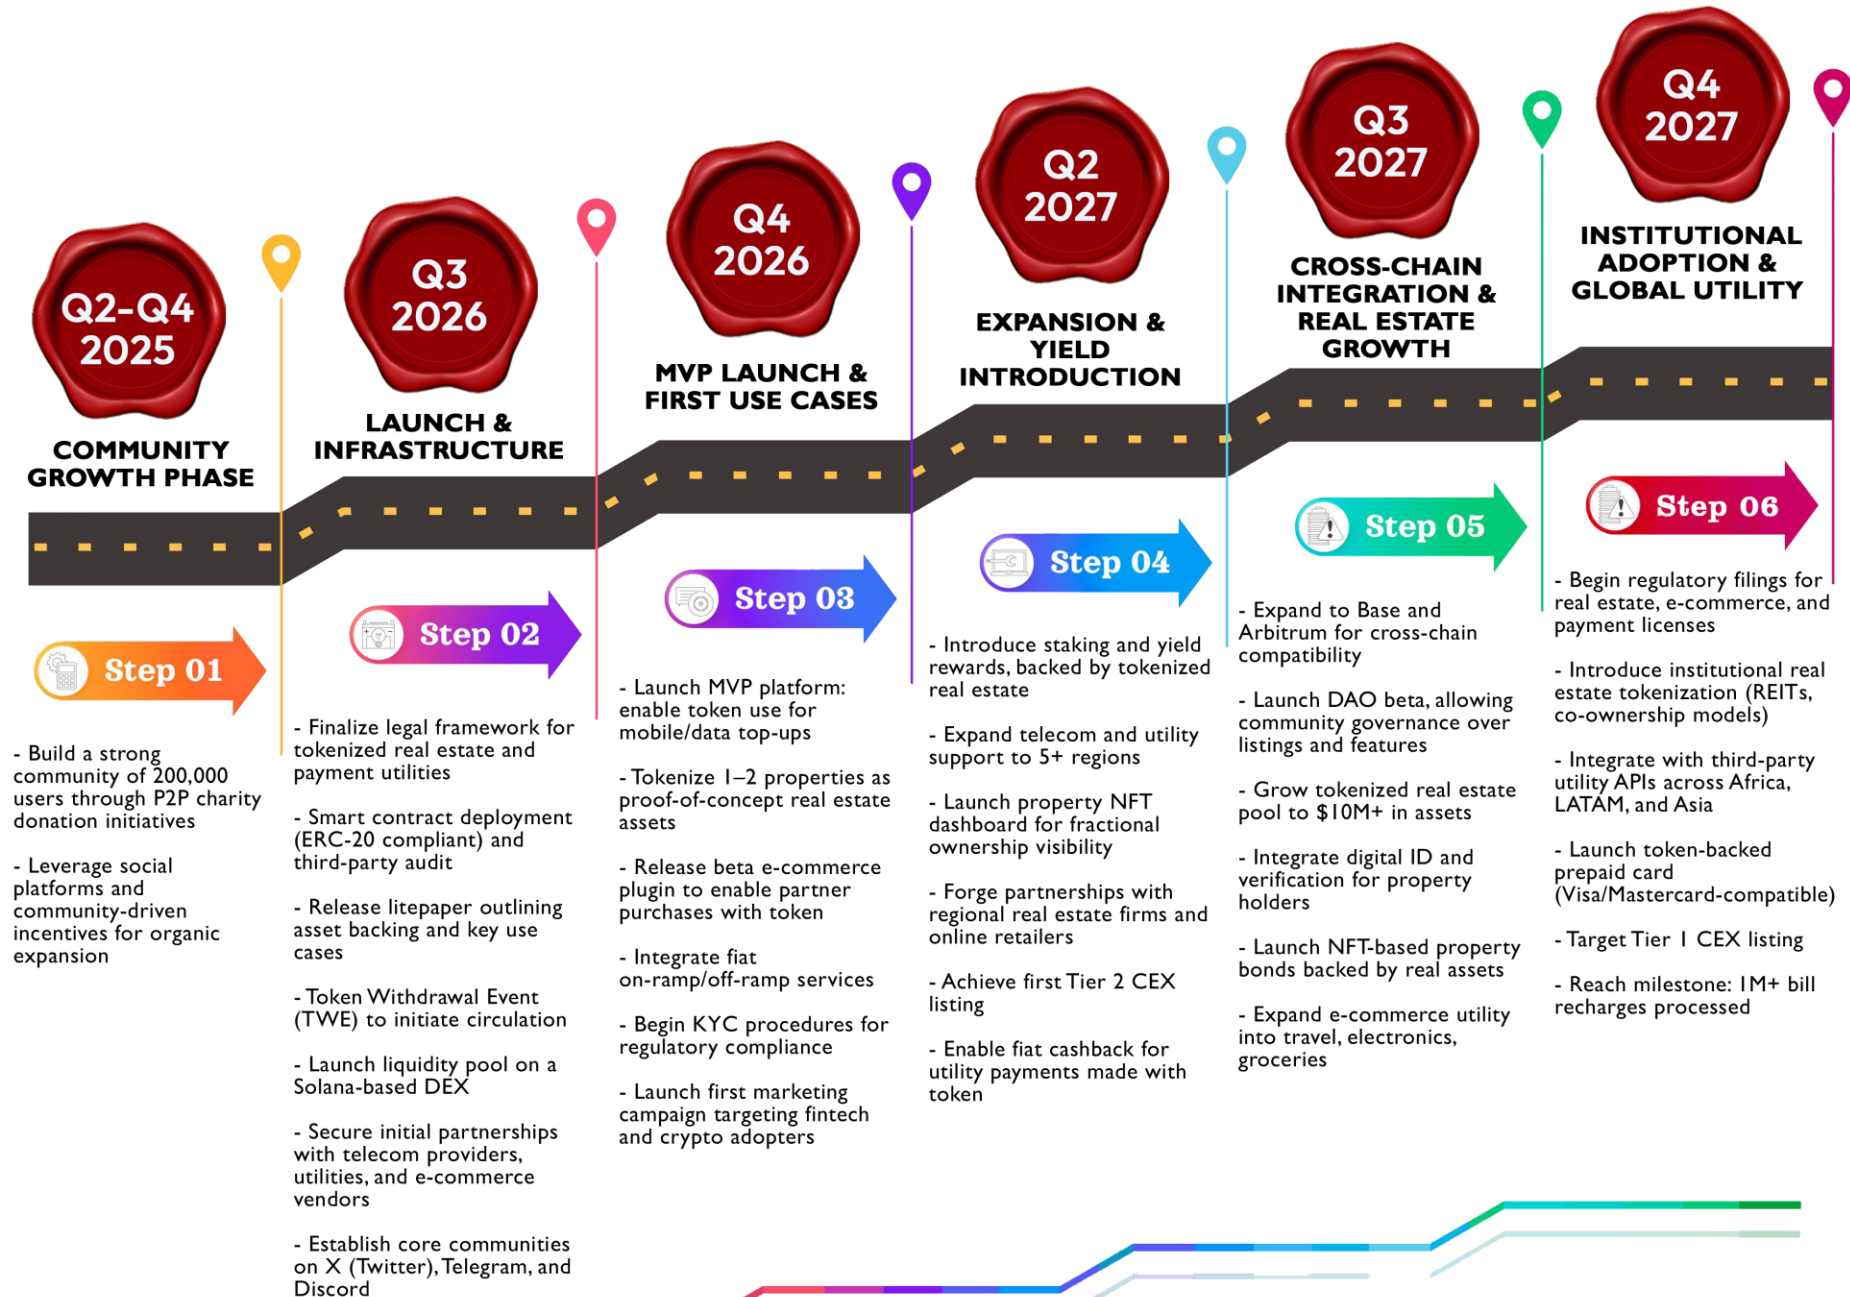 Q2-Q4
2025
COMMUNITY
GROWTH PHASE
Step 01
- Build a strong
community of 200,000
users through P2P charity
donation initiatives
- Leverage social
platforms and
community-driven
incentives for organic
expansion
Q3
2026
LAUNCH &
INFRASTRUCTURE
Step 02
- Finalize legal framework for
tokenized real estate and
payment utilities
- Smart contract deployment
(ERC-20 compliant) and
third-party audit
- Release litepaper outlining
asset backing and key use
cases
- Token Withdrawal Event
(TWE) to initiate circulation
- Launch liquidity pool on a
Solana-based DEX
- Secure initial partnerships
with telecom providers,
utilities, and e-commerce
vendors
- Establish core communities
on X (Twitter), Telegram, and
Discord
Q4
2026
MVP LAUNCH &
FIRST USE CASES
Step 03
- Launch MVP platform:
enable token use for
mobile/data top-ups
- Tokenize 1–2 properties as
proof-of-concept real estate
assets
- Release beta e-commerce
plugin to enable partner
purchases with token
- Integrate fiat
on-ramp/off-ramp services
- Begin KYC procedures for
regulatory compliance
- Launch first marketing
campaign targeting fintech
and crypto adopters
Q2
2027
EXPANSION &
YIELD
INTRODUCTION
Step 04
- Introduce staking and yield
rewards, backed by tokenized
real estate
- Expand telecom and utility
support to 5+ regions
- Launch property NFT
dashboard for fractional
ownership visibility
- Forge partnerships with
regional real estate firms and
online retailers
- Achieve first Tier 2 CEX
listing
- Enable fiat cashback for
utility payments made with
token
Q3
2027
CROSS-CHAIN
INTEGRATION &
REAL ESTATE
GROWTH
Step 05
- Expand to Base and
Arbitrum for cross-chain
compatibility
- Launch DAO beta, allowing
community governance over
listings and features
- Grow tokenized real estate
pool to $10M+ in assets
- Integrate digital ID and
verification for property
holders
- Launch NFT-based property
bonds backed by real assets
- Expand e-commerce utility
into travel, electronics,
groceries
Q4
2027
INSTITUTIONAL
ADOPTION &
GLOBAL UTILITY
Step 06
- Begin regulatory filings for
real estate, e-commerce, and
payment licenses
- Introduce institutional real
estate tokenization (REITs,
co-ownership models)
- Integrate with third-party
utility APIs across Africa,
LATAM, and Asia
- Launch token-backed
prepaid card
(Visa/Mastercard-compatible)
- Target Tier 1 CEX listing
- Reach milestone: 1M+ bill
recharges processed